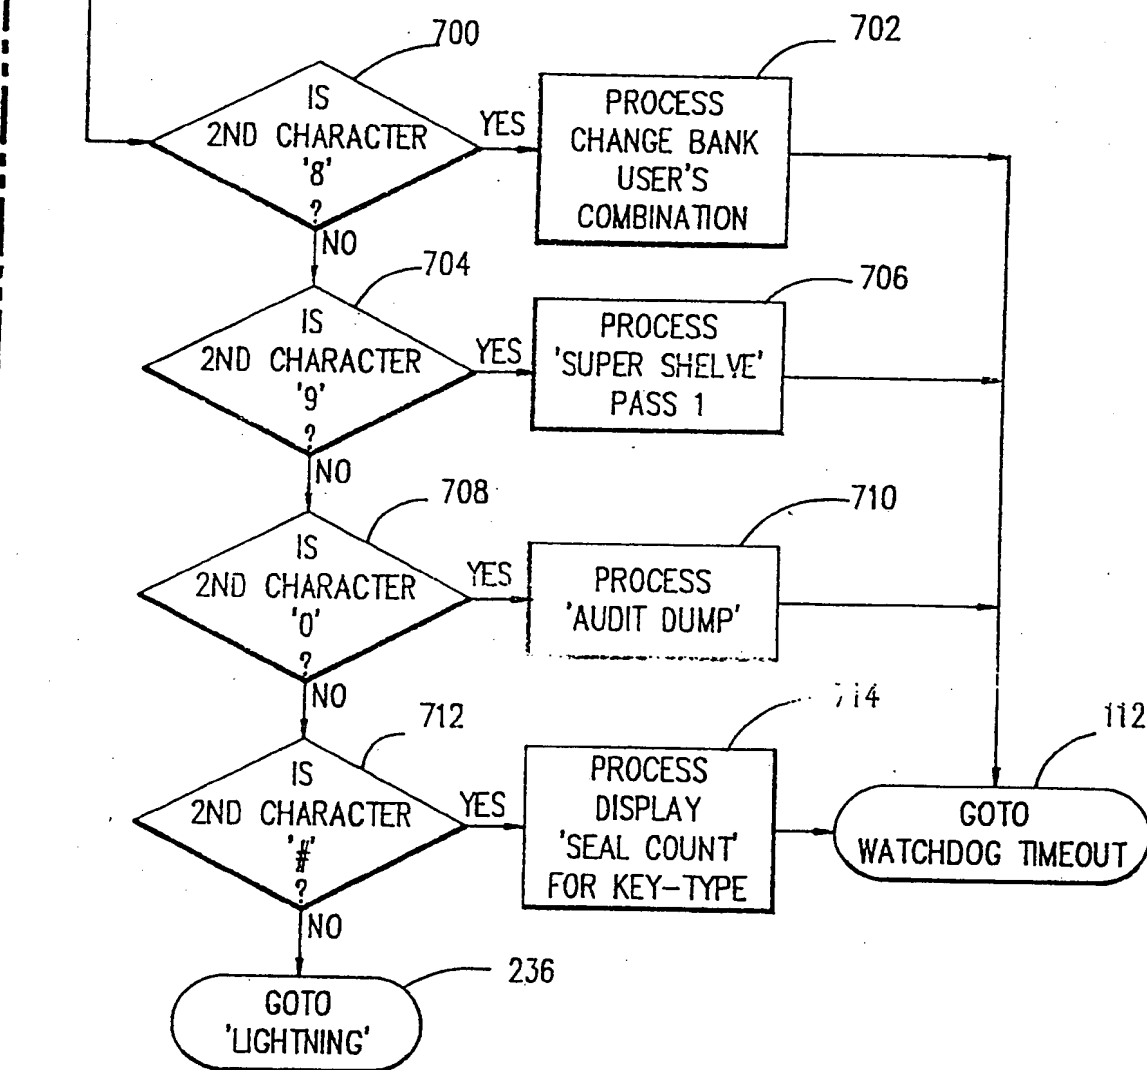 700
702
IS
2ND CHARACTER
'8'
?
YES
PROCESS
CHANGE BANK
USER'S
COMBINATION
NO
704
706
IS
2ND CHARACTER
'9'
?
YES
PROCESS
'SUPER SHELVE'
PASS 1
NO
708
710
IS
2ND CHARACTER
'0'
?
YES
PROCESS
'AUDIT DUMP'
NO
712
714
112
IS
2ND CHARACTER
'#'
?
YES
PROCESS
DISPLAY
'SEAL COUNT'
FOR KEY-TYPE
GOTO
WATCHDOG TIMEOUT
NO
236
GOTO
'LIGHTNING'